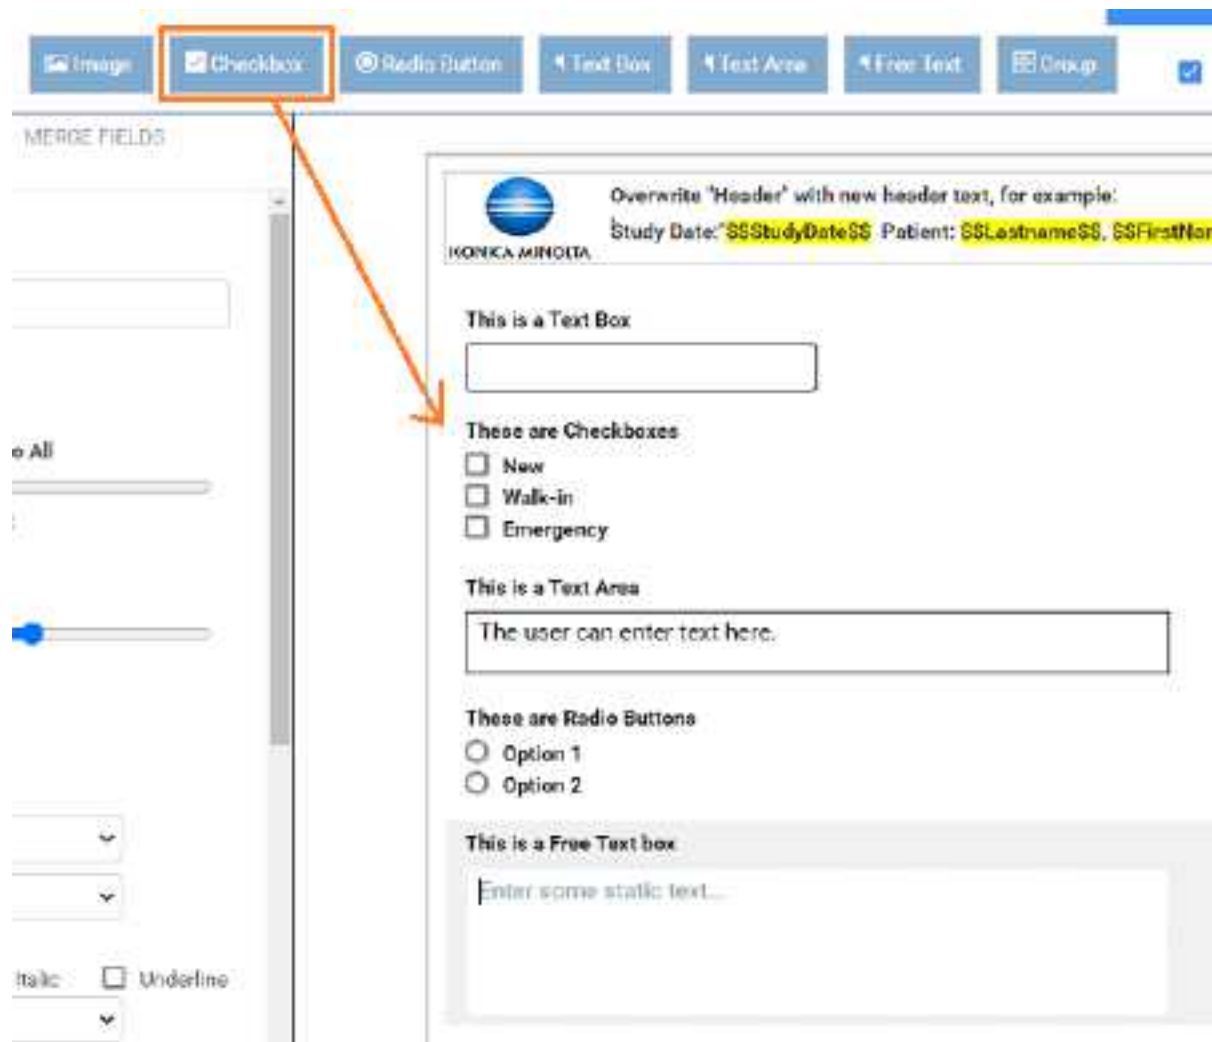 Image Checkbox Radio Button Text Box Text Area Free Text Group
MERGE FIELDS
Overwrite "Header" with new header text, for example:
Study Date: $$StudyDate$$ Patient: $$Lastname$$, $$FirstNam
KONICA MINOLTA
This is a Text Box
These are Checkboxes
o All
New
Walk-in
Emergency
This is a Text Area
The user can enter text here.
These are Radio Buttons
Option 1
Option 2
This is a Free Text box
Enter some static text...
Italic Underline